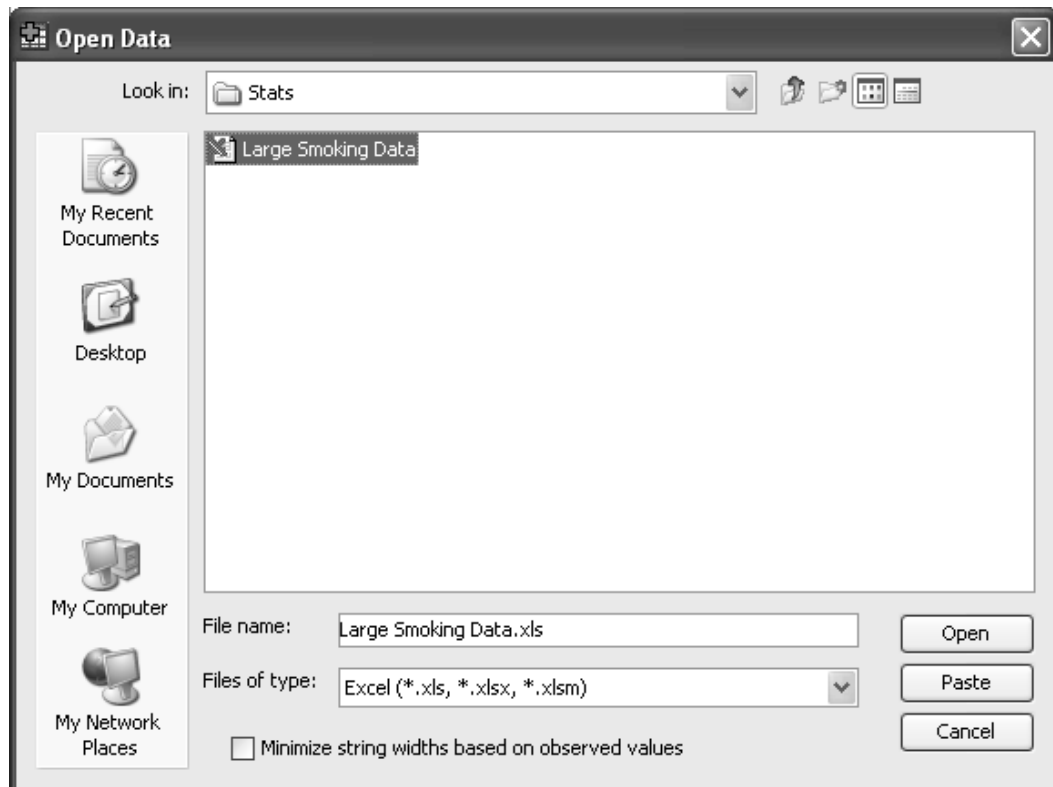 Open Data
Look in:
Stats
Large Smoking Data
My Recent
Documents
Desktop
My Documents
My Computer
My Network
Places
File name:
Large Smoking Data.xls
Open
Files of type:
Excel (*.xls, *.xlsx, *.xlsm)
Paste
Minimize string widths based on observed values
Cancel